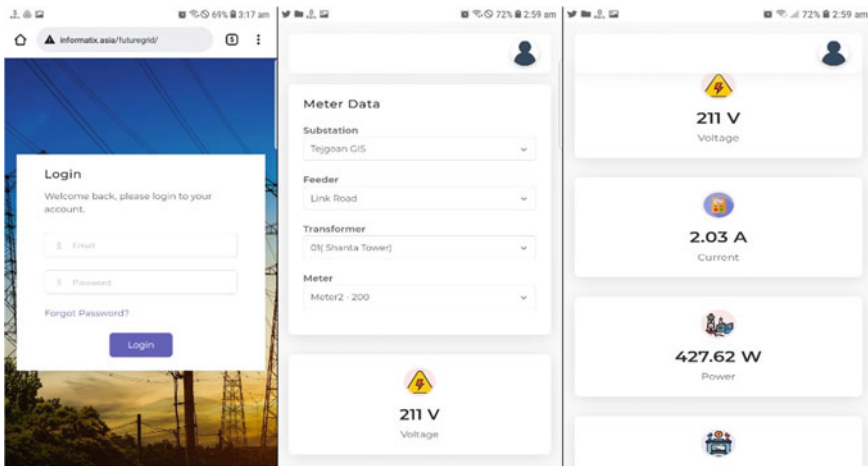 69% 3:17 am
informatix.asia/futuregrid/
5
Login
Welcome back, please login to your
account.
Email
Password
Forgot Password?
Login
72% 2:59 am
Meter Data
Substation
Tejgoan GIS
Feeder
Link Road
Transformer
01( Shanta Tower)
Meter
Meter2 - 200
211 V
Voltage
72% 2:59 am
211 V
Voltage
2.03 A
Current
427.62 W
Power